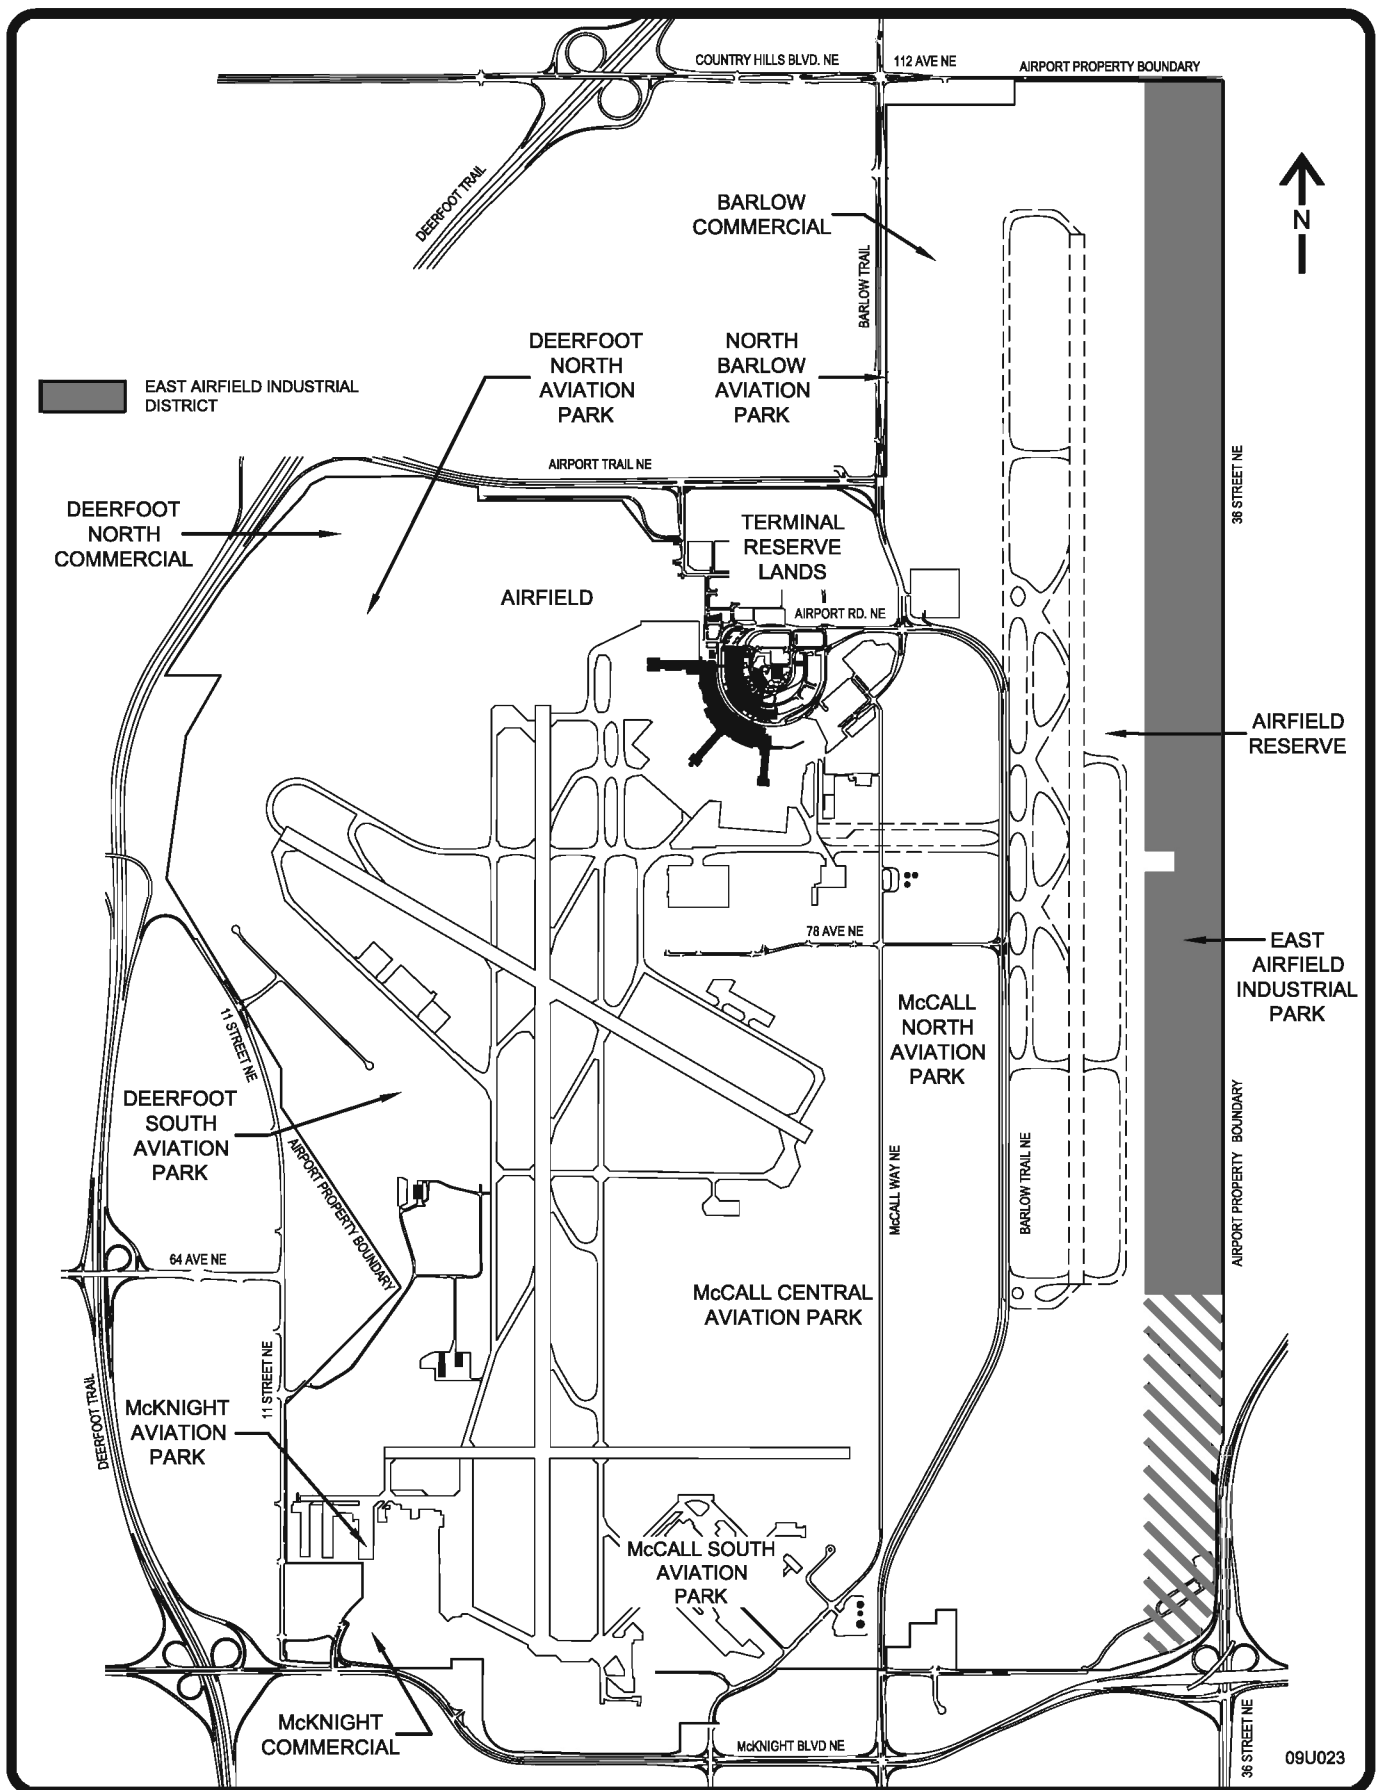 COUNTRY HILLS BLVD. NE
112 AVE NE
AIRPORT PROPERTY BOUNDARY
DEERFOOT TRAIL
BARLOW
COMMERCIAL
N
BARLOW TRAIL
DEERFOOT
NORTH
AVIATION
PARK
NORTH
BARLOW
AVIATION
PARK
EAST AIRFIELD INDUSTRIAL
DISTRICT
AIRPORT TRAIL NE
36 STREET NE
DEERFOOT
NORTH
COMMERCIAL
TERMINAL
RESERVE
LANDS
AIRFIELD
AIRPORT RD. NE
AIRFIELD
RESERVE
78 AVE NE
EAST
AIRFIELD
INDUSTRIAL
PARK
McCALL
NORTH
AVIATION
PARK
11 STREET NE
DEERFOOT
SOUTH
AVIATION
PARK
AIRPORT PROPERTY BOUNDARY
McCALL WAY NE
BARLOW TRAIL NE
AIRPORT PROPERTY BOUNDARY
64 AVE NE
McCALL CENTRAL
AVIATION PARK
11 STREET NE
DEERFOOT TRAIL
McKNIGHT
AVIATION
PARK
McCALL SOUTH
AVIATION
PARK
McKNIGHT
COMMERCIAL
McKNIGHT BLVD NE
36 STREET NE
09U023